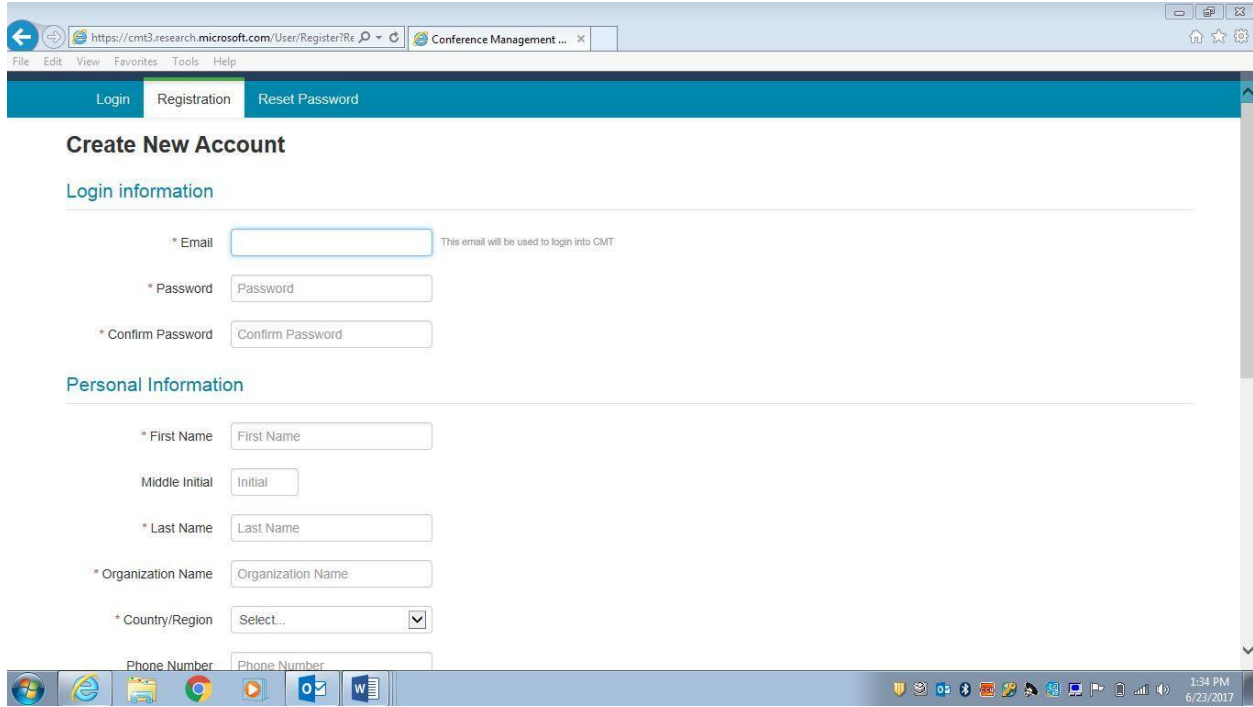 https://cmt3.research.microsoft.com/User/Register?Re
Conference Management ...
File Edit View Favorites Tools Help
Login Registration Reset Password
Create New Account
Login information
* Email
This email will be used to login into CMT
* Password Password
* Confirm Password Confirm Password
Personal Information
* First Name First Name
Middle Initial Initial
* Last Name Last Name
* Organization Name Organization Name
* Country/Region Select...
Phone Number Phone Number
1:34 PM
6/23/2017